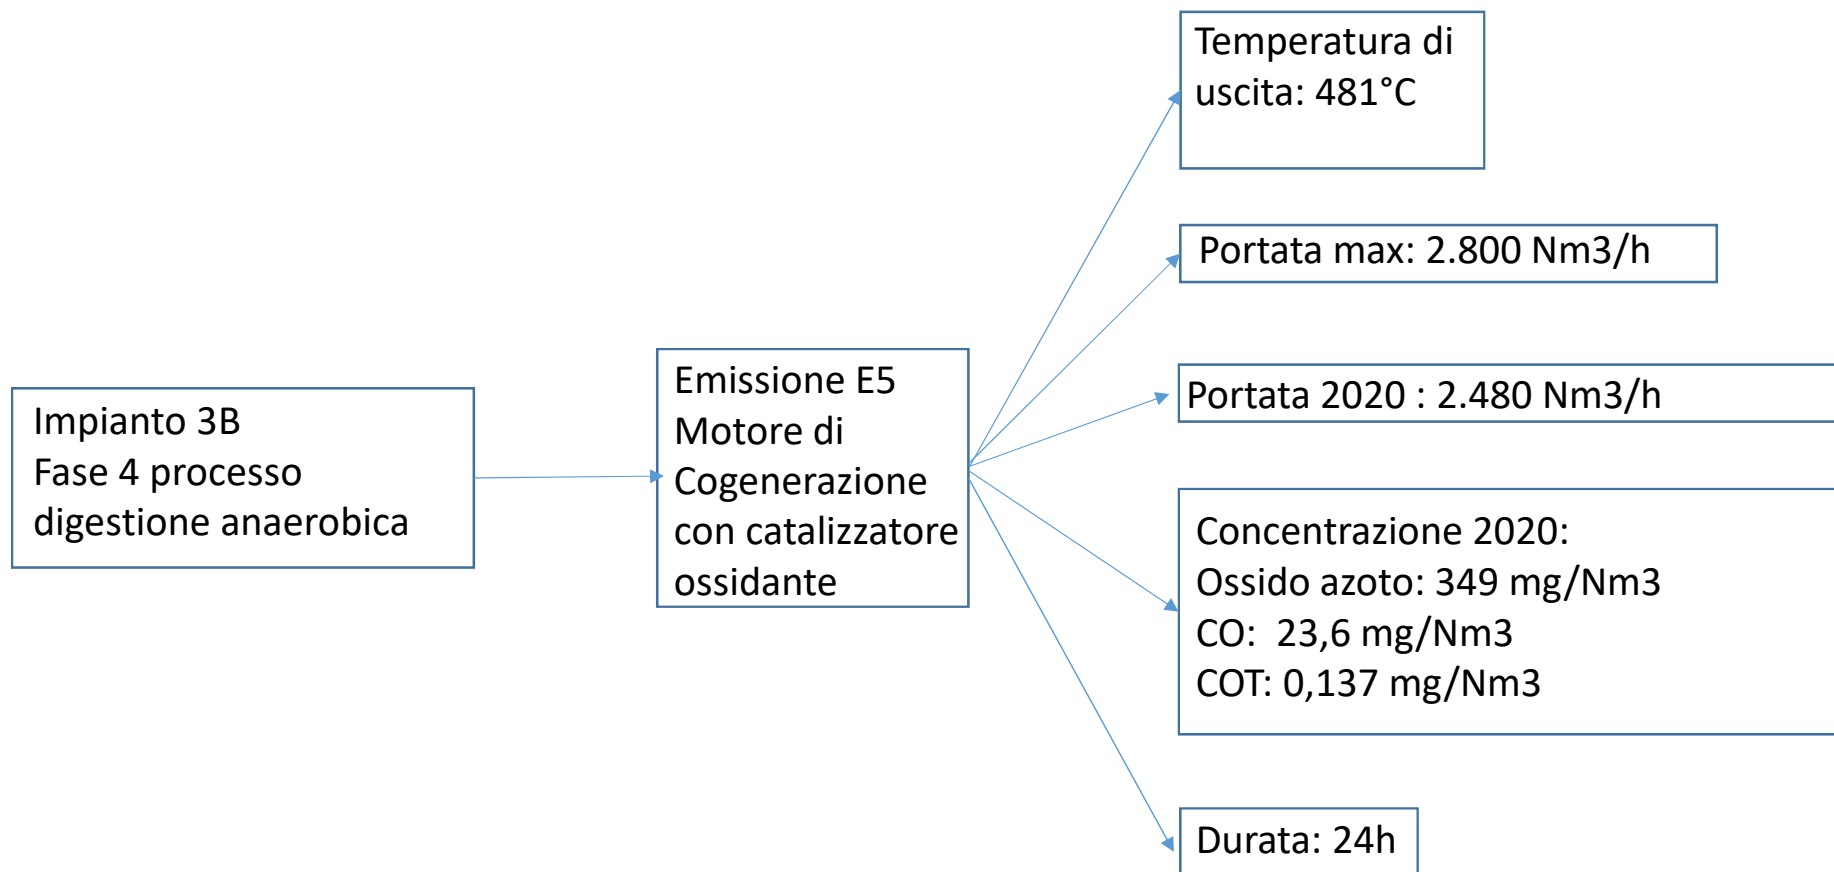 Impianto 3B
Fase 4 processo
digestione anaerobica
Emissione E5
Motore di
Cogenerazione
con catalizzatore
ossidante
Temperatura di
uscita: 481°C
Portata max: 2.800 Nm3/h
Portata 2020 : 2.480 Nm3/h
Concentrazione 2020:
Ossido azoto: 349 mg/Nm3
CO:  23,6 mg/Nm3
COT: 0,137 mg/Nm3
Durata: 24h